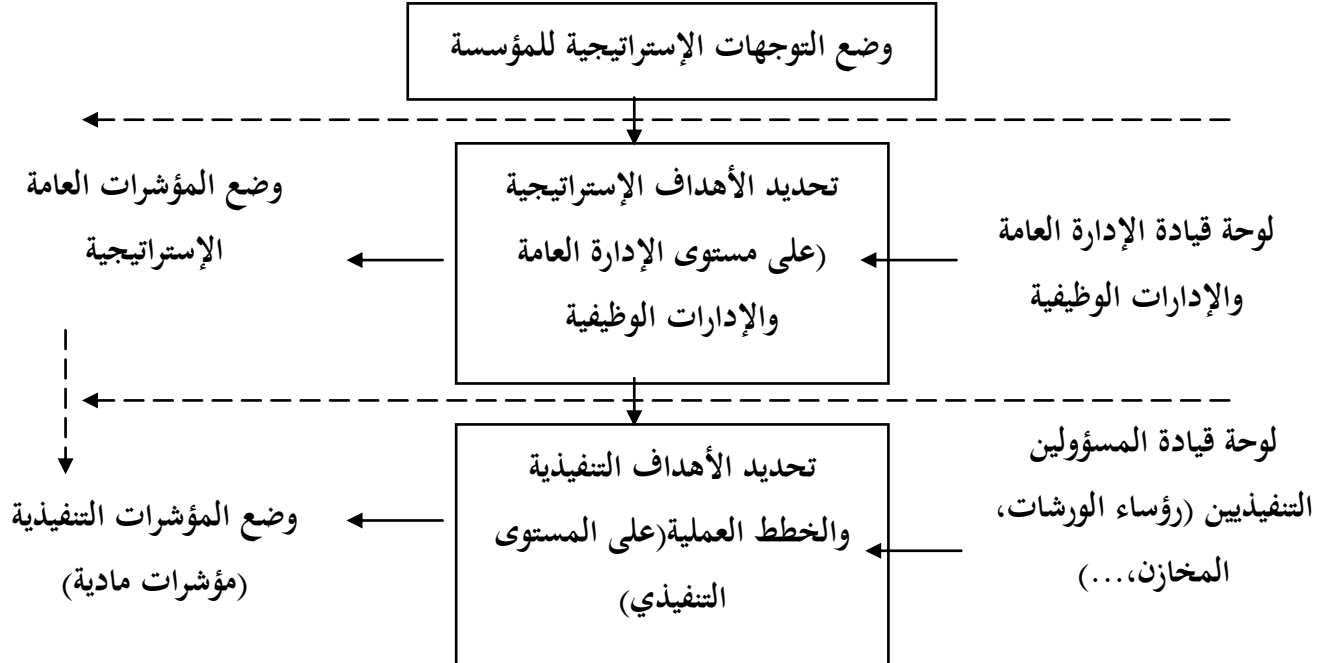 وضع التوجهات الإستراتيجية للمؤسسة
لوحة قيادة الإدارة العامة
والإدارات الوظيفية
تحديد الأهداف الإستراتيجية
(على مستوى الإدارة العامة
والإدارات الوظيفية
وضع المؤشرات العامة
الإستراتيجية
لوحة قيادة المسؤولين
التنفيذيين (رؤساء الورشات،
المخازن،...)
تحديد الأهداف التنفيذية
والخطط العملية(على المستوى
التنفيذي)
وضع المؤشرات التنفيذية
(مؤشرات مادية)